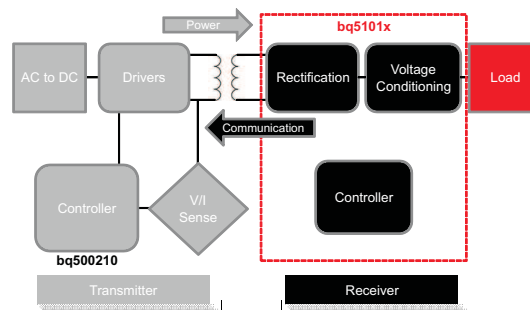 Power
bq5101x
AC to DC
Drivers
Rectification
Voltage
Conditioning
Load
Communication
Controller
V/I
Sense
Controller
bq500210
Transmitter
Receiver